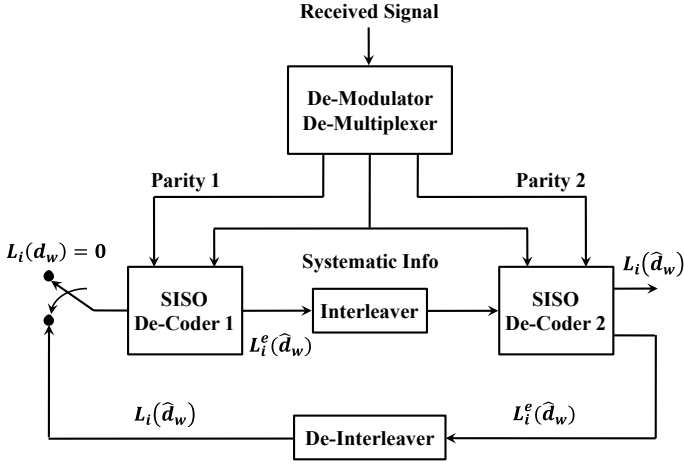 Received Signal
De-Modulator
De-Multiplexer
Parity 1
Parity 2
L_i(d_w) = 0
Systematic Info
L_i(d̂_w)
SISO
De-Coder 1
Interleaver
SISO
De-Coder 2
L_i^e(d̂_w)
L_i(d̂_w)
L_i^e(d̂_w)
De-Interleaver